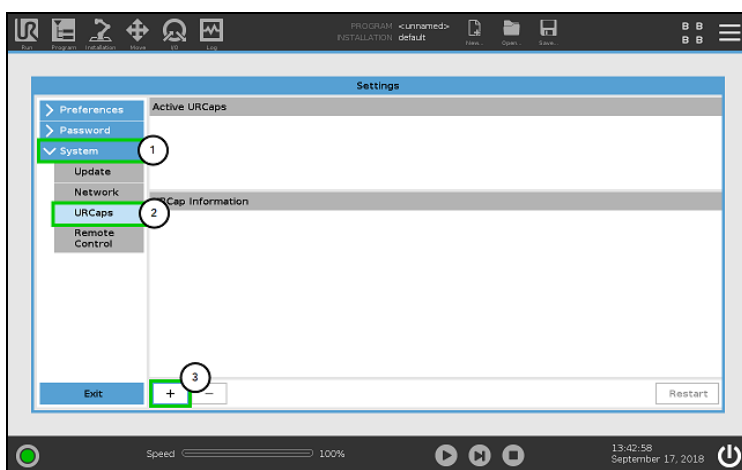 UR
PROGRAM <unnamed>
INSTALLATION default
Run Program Installation Move I/O Log New... Open... Save...
B B
B B
Settings
Preferences
Password
System
Update
Network
URCaps
Remote
Control
Active URCaps
URCap Information
1
2
3
+ -
Exit
Restart
Speed 100%
13:42:58
September 17, 2018